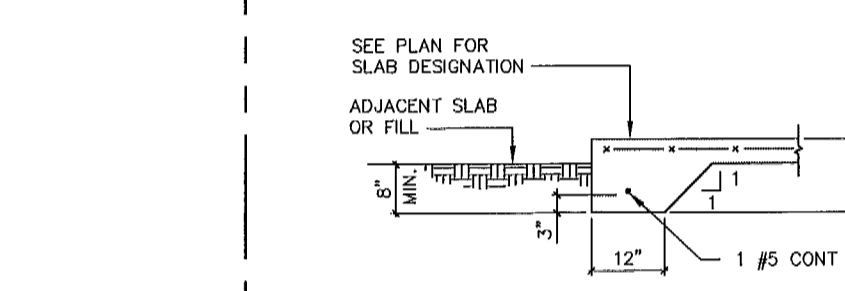 SEE PLAN FOR
SLAB DESIGNATION
ADJACENT SLAB
OR FILL
8"
MIN.
3"
1
1
12"
1 #5 CONT